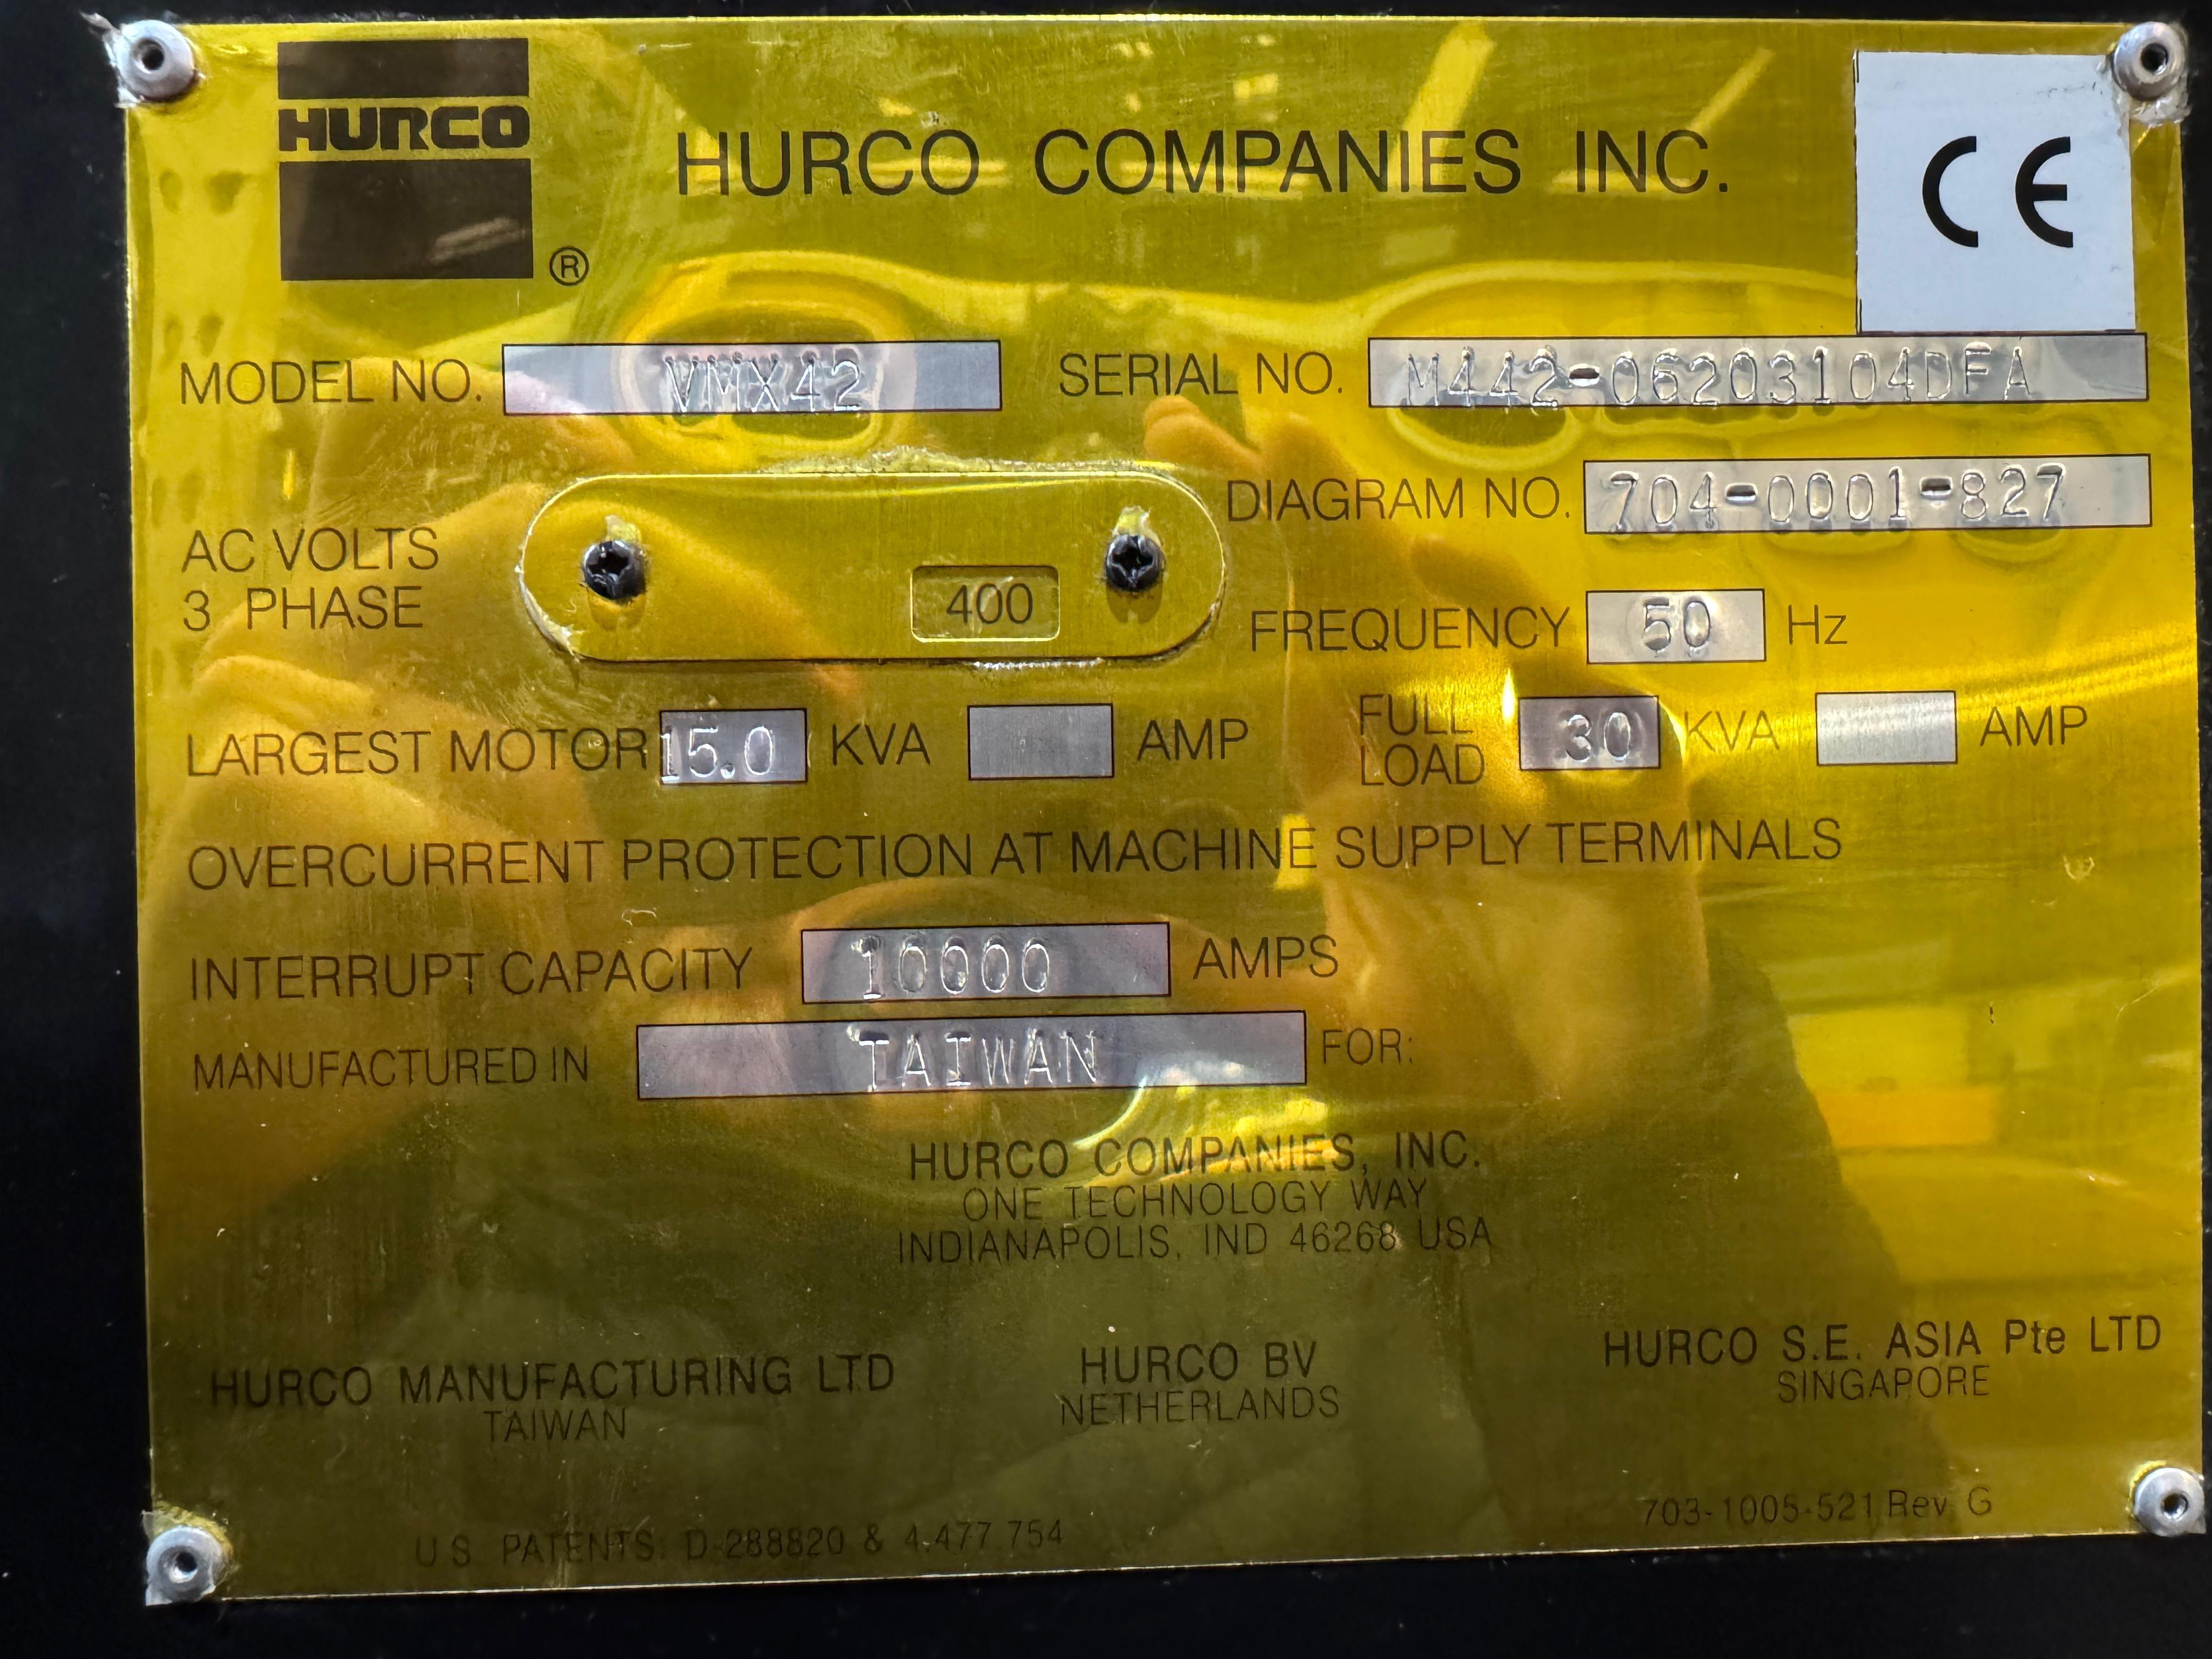 HURCO
®
HURCO COMPANIES INC.
CE
MODEL NO. VMX42 SERIAL NO. M442-06203104DFA
DIAGRAM NO. 704-0001-827
AC VOLTS
3 PHASE
400
FREQUENCY 50 Hz
LARGEST MOTOR 15.0 KVA AMP
FULL
LOAD
30 KVA AMP
OVERCURRENT PROTECTION AT MACHINE SUPPLY TERMINALS
INTERRUPT CAPACITY 10000 AMPS
MANUFACTURED IN TAIWAN FOR:
HURCO COMPANIES, INC.
ONE TECHNOLOGY WAY
INDIANAPOLIS, IND 46268 USA
HURCO MANUFACTURING LTD
TAIWAN
HURCO BV
NETHERLANDS
HURCO S.E. ASIA Pte LTD
SINGAPORE
703-1005-521 Rev. G
U.S. PATENTS: D-288820 & 4,477,754